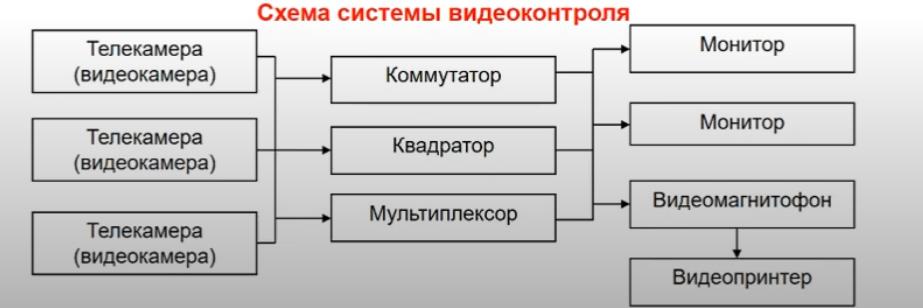 Схема системы видеоконтроля
Телекамера
(видеокамера)
Телекамера
(видеокамера)
Телекамера
(видеокамера)
Коммутатор
Квадратор
Мультиплексор
Монитор
Монитор
Видеомагнитофон
Видеопринтер